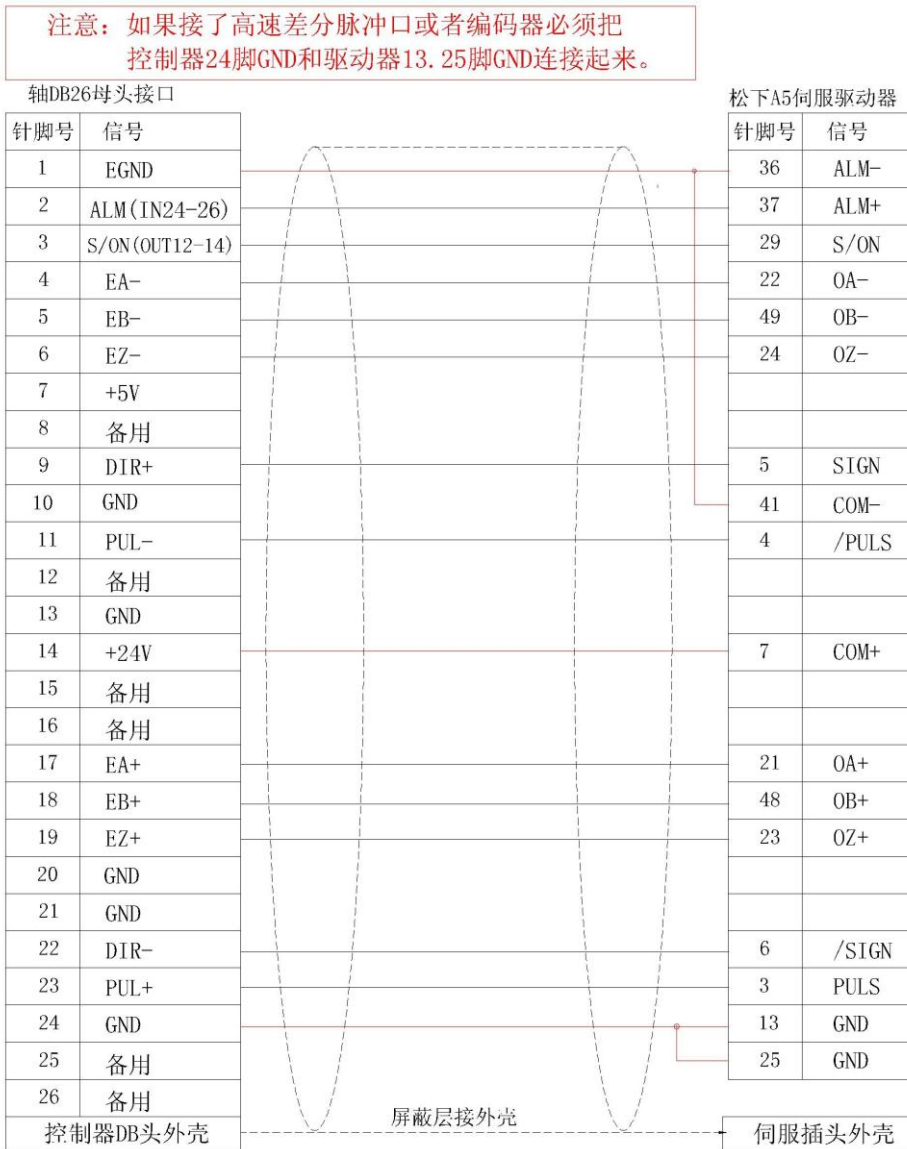 注意：如果接了高速差分脉冲口或者编码器必须把
控制器24脚GND和驱动器13.25脚GND连接起来。
轴DB26母头接口 松下A5伺服驱动器
针脚号 信号 针脚号 信号
1 EGND 36 ALM-
2 ALM(IN24-26) 37 ALM+
3 S/ON(OUT12-14) 29 S/ON
4 EA- 22 OA-
5 EB- 49 OB-
6 EZ- 24 OZ-
7 +5V
8 备用
9 DIR+ 5 SIGN
10 GND 41 COM-
11 PUL- 4 /PULS
12 备用
13 GND
14 +24V 7 COM+
15 备用
16 备用
17 EA+ 21 OA+
18 EB+ 48 OB+
19 EZ+ 23 OZ+
20 GND
21 GND
22 DIR- 6 /SIGN
23 PUL+ 3 PULS
24 GND 13 GND
25 备用 25 GND
26 备用
控制器DB头外壳 屏蔽层接外壳 伺服插头外壳